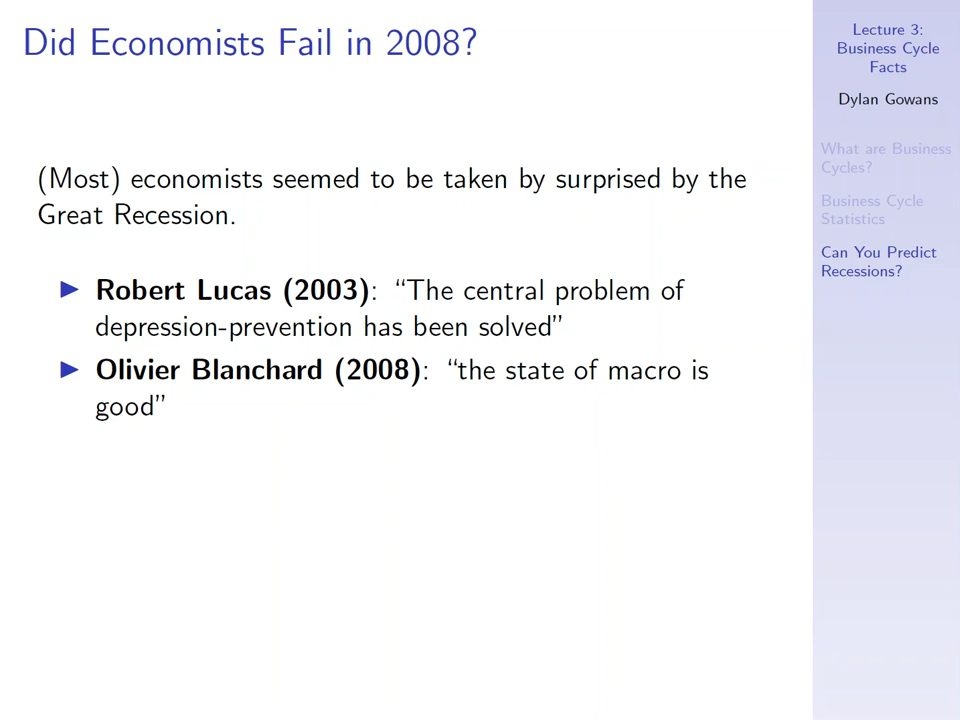 Did Economists Fail in 2008?
(Most) economists seemed to be taken by surprised by the
Great Recession.
▶ Robert Lucas (2003): “The central problem of
depression-prevention has been solved”
▶ Olivier Blanchard (2008): “the state of macro is
good”
Lecture 3:
Business Cycle
Facts
Dylan Gowans
What are Business
Cycles?
Business Cycle
Statistics
Can You Predict
Recessions?